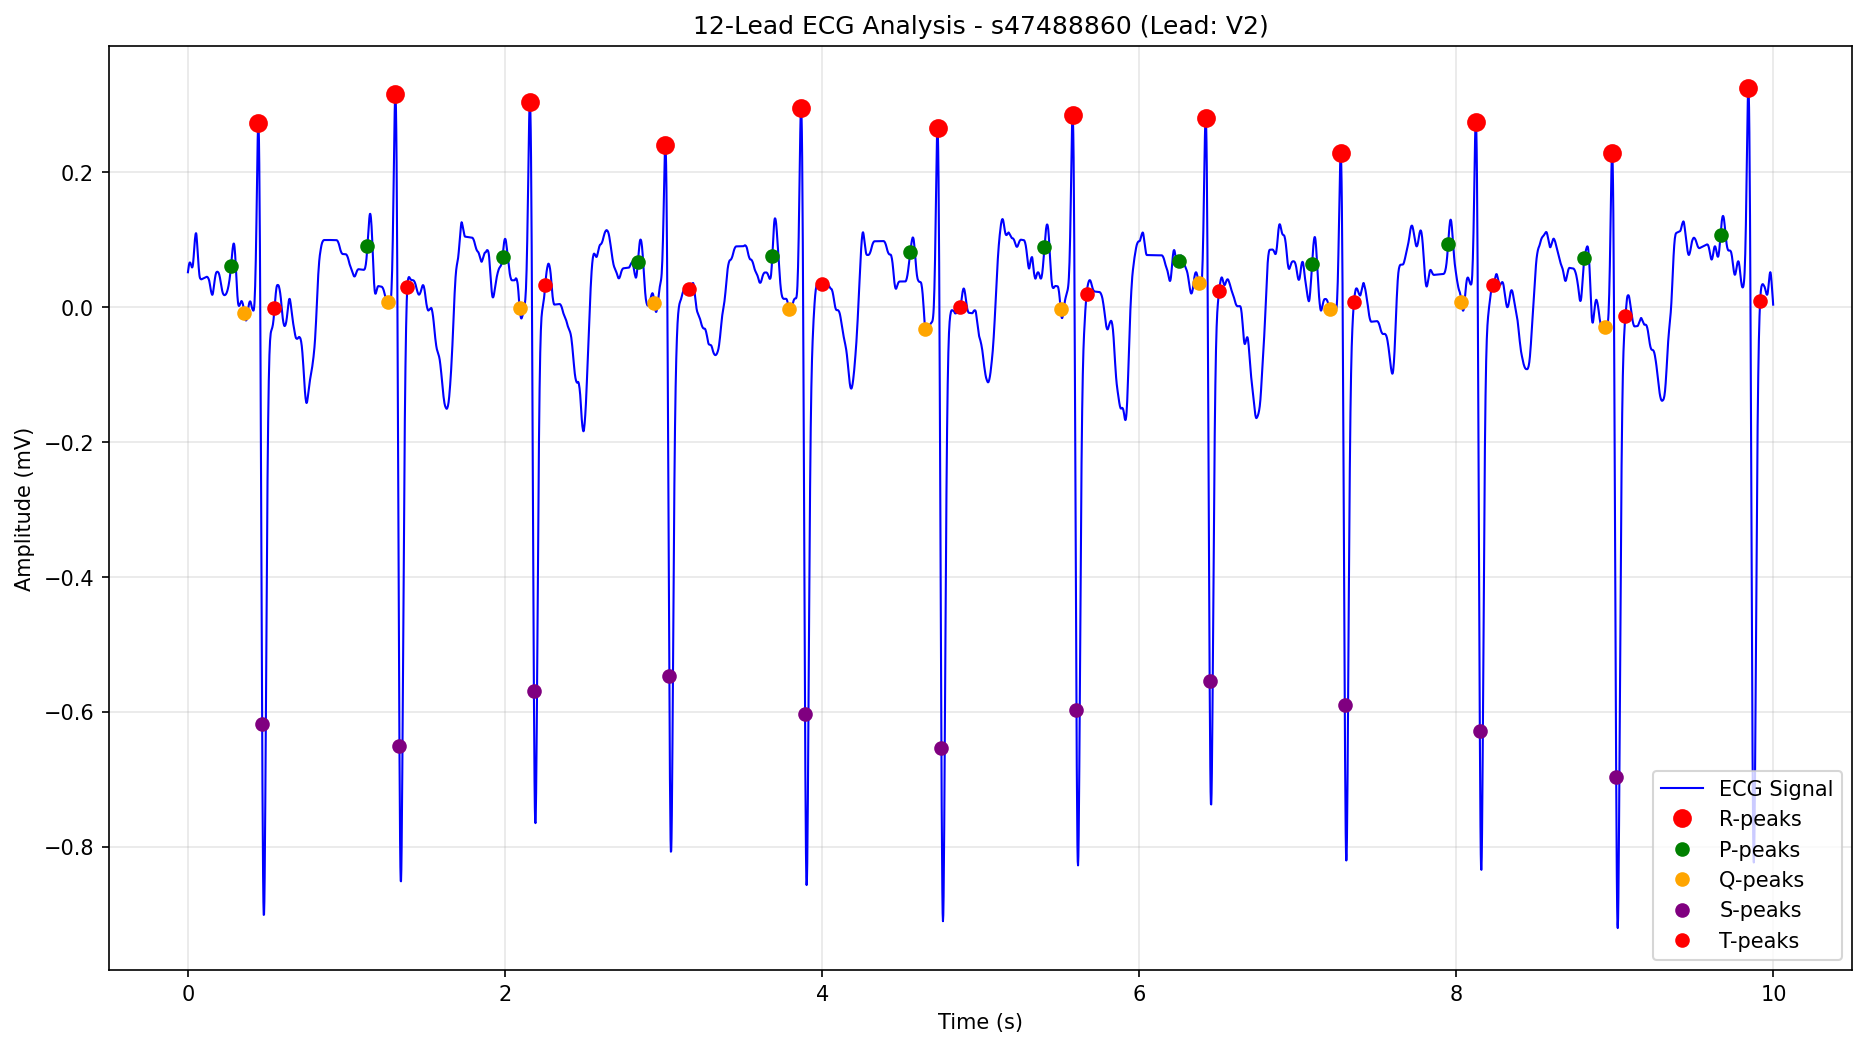 12-Lead ECG Analysis - s47488860 (Lead: V2)
Amplitude (mV)
0.2
0.0
−0.2
−0.4
−0.6
−0.8
ECG Signal
R-peaks
P-peaks
Q-peaks
S-peaks
T-peaks
0 2 4 6 8 10
Time (s)